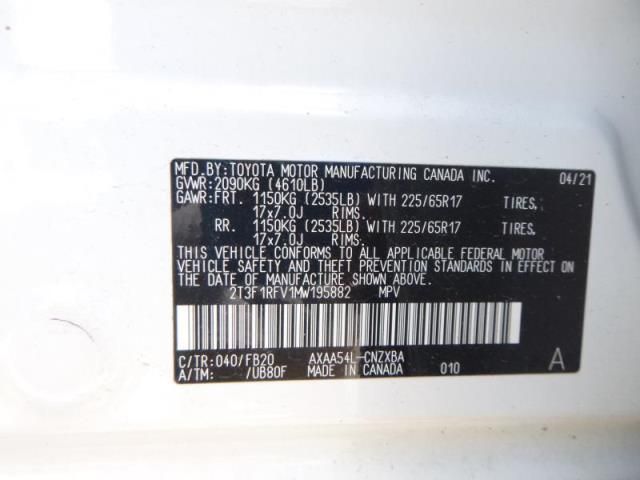 MFD.BY:TOYOTA MOTOR MANUFACTURING CANADA INC. 04/21
GVWR:2090KG (4610LB)
GAWR:FRT. 1150KG (2535LB) WITH 225/65R17 TIRES,
17x7.0J RIMS.
RR. 1150KG (2535LB) WITH 225/65R17 TIRES,
17x7.0J RIMS.
THIS VEHICLE CONFORMS TO ALL APPLICABLE FEDERAL MOTOR
VEHICLE SAFETY AND THEFT PREVENTION STANDARDS IN EFFECT ON
THE DATE OF MANUFACTURE SHOWN ABOVE.
2T3F1RFV1MW195882 MPV
C/TR:040/FB20 AXAA54L-CNZXBA A
A/TM: /UB80F MADE IN CANADA 010